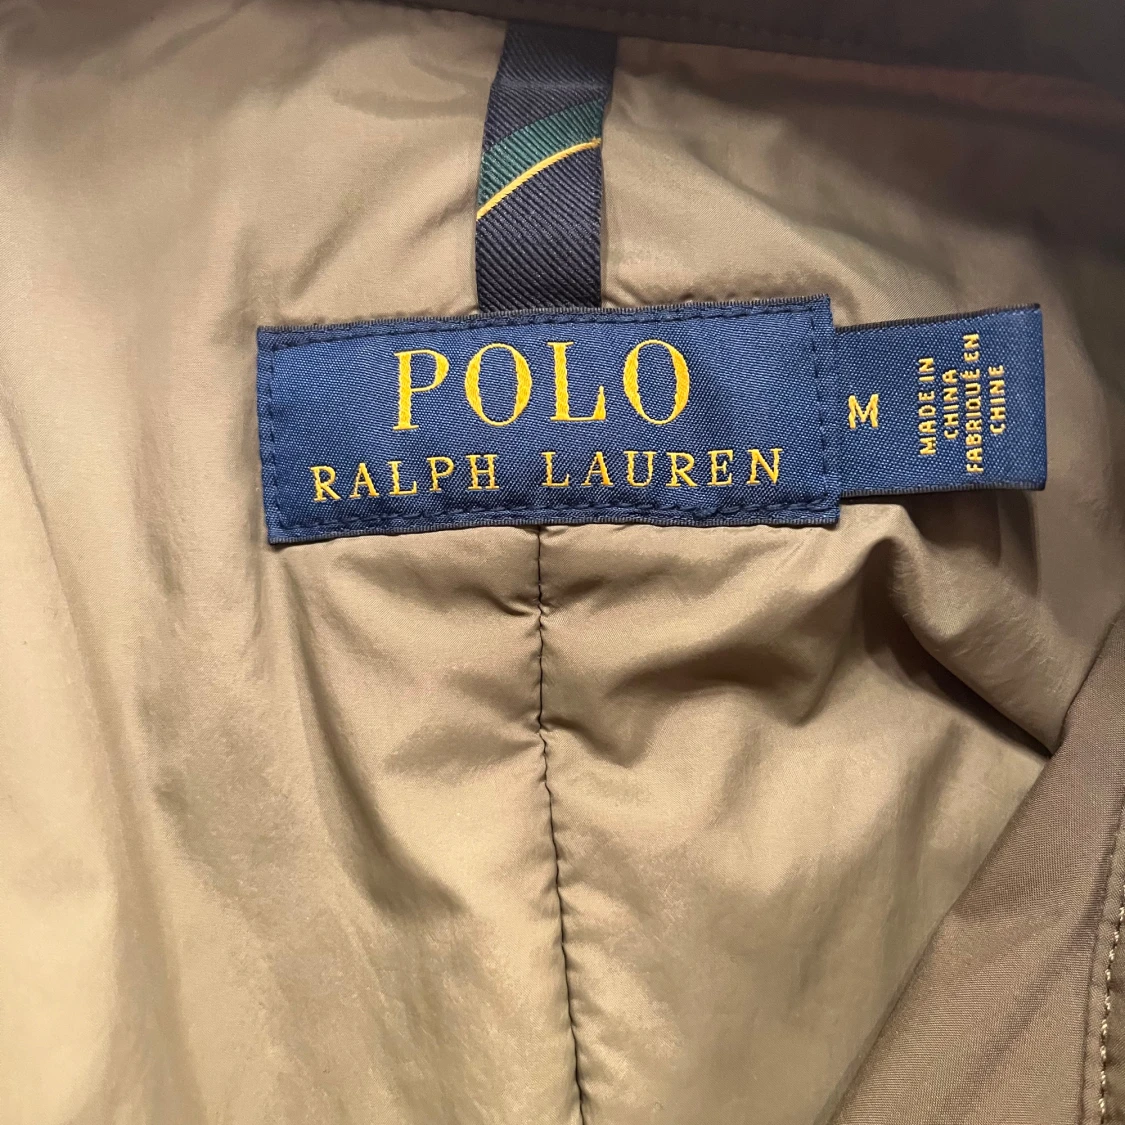 POLO
RALPH LAUREN
M
MADE IN
CHINA
FABRIQUÉ EN
CHINE